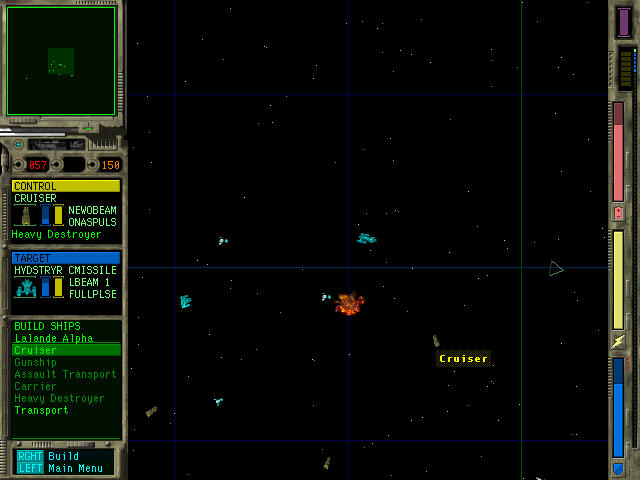 057
150
CONTROL
CRUISER
NEWOBEAM
ONASPULS
Heavy Destroyer
TARGET
HVDSTRYR CMISSILE
LBEAM 1
FULLPLSE
BUILD SHIPS
Lalande Alpha
Cruiser
Gunship
Assault Transport
Carrier
Heavy Destroyer
Transport
RGHT Build
LEFT Main Menu
Cruiser